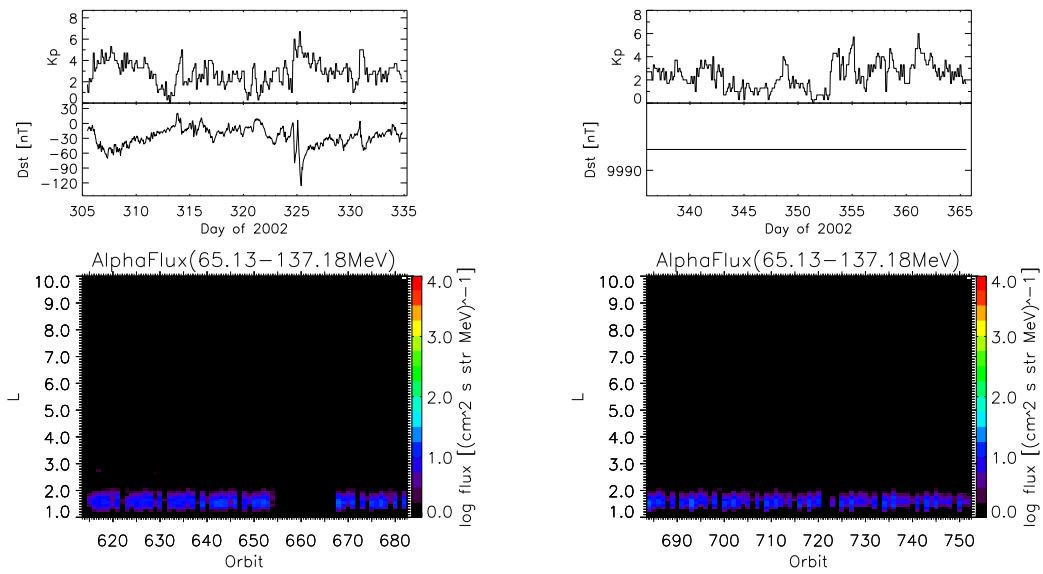 8
6
4
2
0
Kp
30
0
−30
−60
−90
−120
Dst [nT]
305 310 315 320 325 330 335
Day of 2002
8
6
4
2
0
Kp
9990
Dst [nT]
340 345 350 355 360 365
Day of 2002
AlphaFlux(65.13−137.18MeV)
10.0
9.0
8.0
7.0
6.0
5.0
4.0
3.0
2.0
1.0
L
620 630 640 650 660 670 680
Orbit
4.0
3.0
2.0
1.0
0.0
log flux [(cm^2 s str MeV)^−1]
AlphaFlux(65.13−137.18MeV)
10.0
9.0
8.0
7.0
6.0
5.0
4.0
3.0
2.0
1.0
L
690 700 710 720 730 740 750
Orbit
4.0
3.0
2.0
1.0
0.0
log flux [(cm^2 s str MeV)^−1]